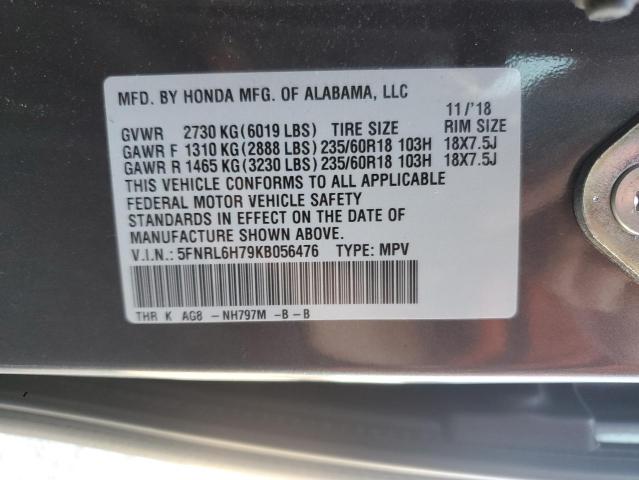 MFD. BY HONDA MFG. OF ALABAMA, LLC
11/'18
GVWR 2730 KG(6019 LBS) TIRE SIZE RIM SIZE
GAWR F 1310 KG(2888 LBS) 235/60R18 103H 18X7.5J
GAWR R 1465 KG(3230 LBS) 235/60R18 103H 18X7.5J
THIS VEHICLE CONFORMS TO ALL APPLICABLE
FEDERAL MOTOR VEHICLE SAFETY
STANDARDS IN EFFECT ON THE DATE OF
MANUFACTURE SHOWN ABOVE.
V.I.N.: 5FNRL6H79KB056476 TYPE: MPV
THR K AG8 -NH797M -B-B